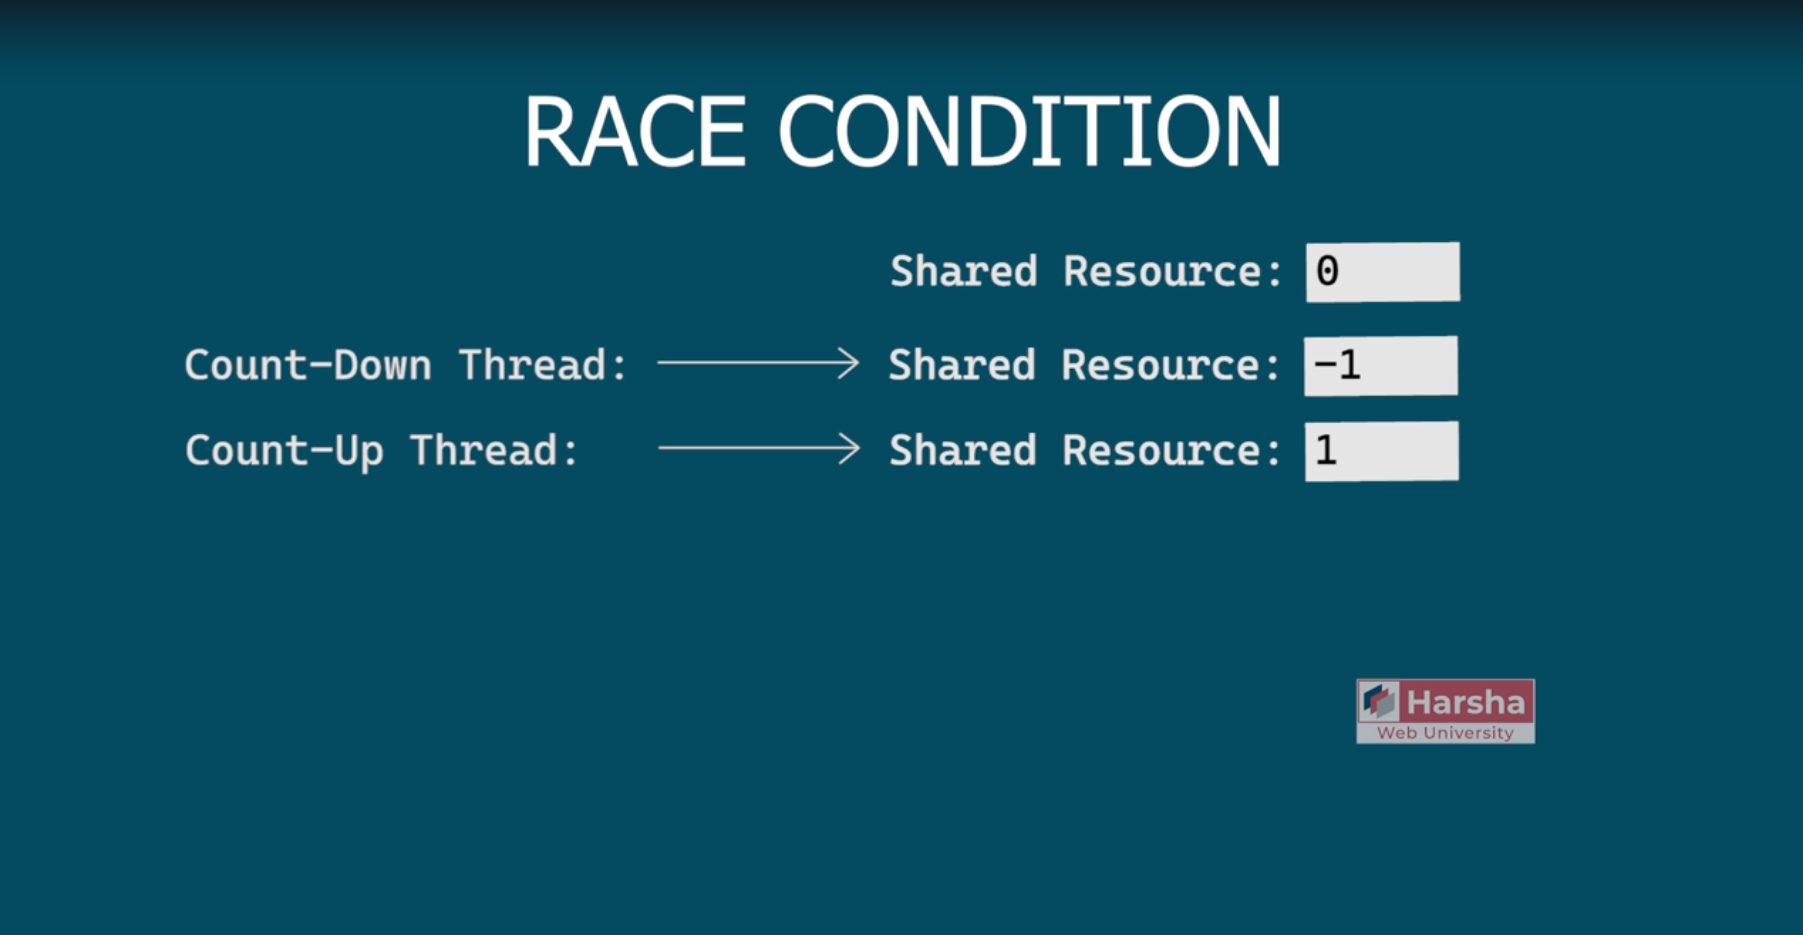 RACE CONDITION
Shared Resource: 0
Count-Down Thread: Shared Resource: -1
Count-Up Thread: Shared Resource: 1
Harsha
Web University